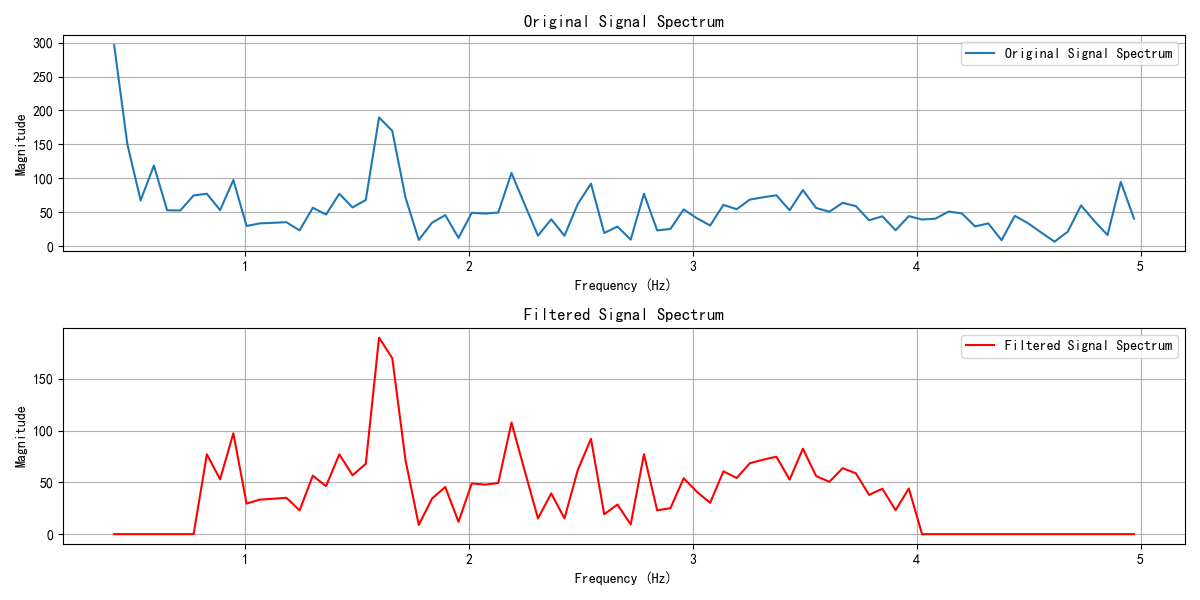 Original Signal Spectrum
Original Signal Spectrum
Magnitude
300
250
200
150
100
50
0
1
2
3
4
5
Frequency (Hz)
Filtered Signal Spectrum
Filtered Signal Spectrum
Magnitude
150
100
50
0
1
2
3
4
5
Frequency (Hz)